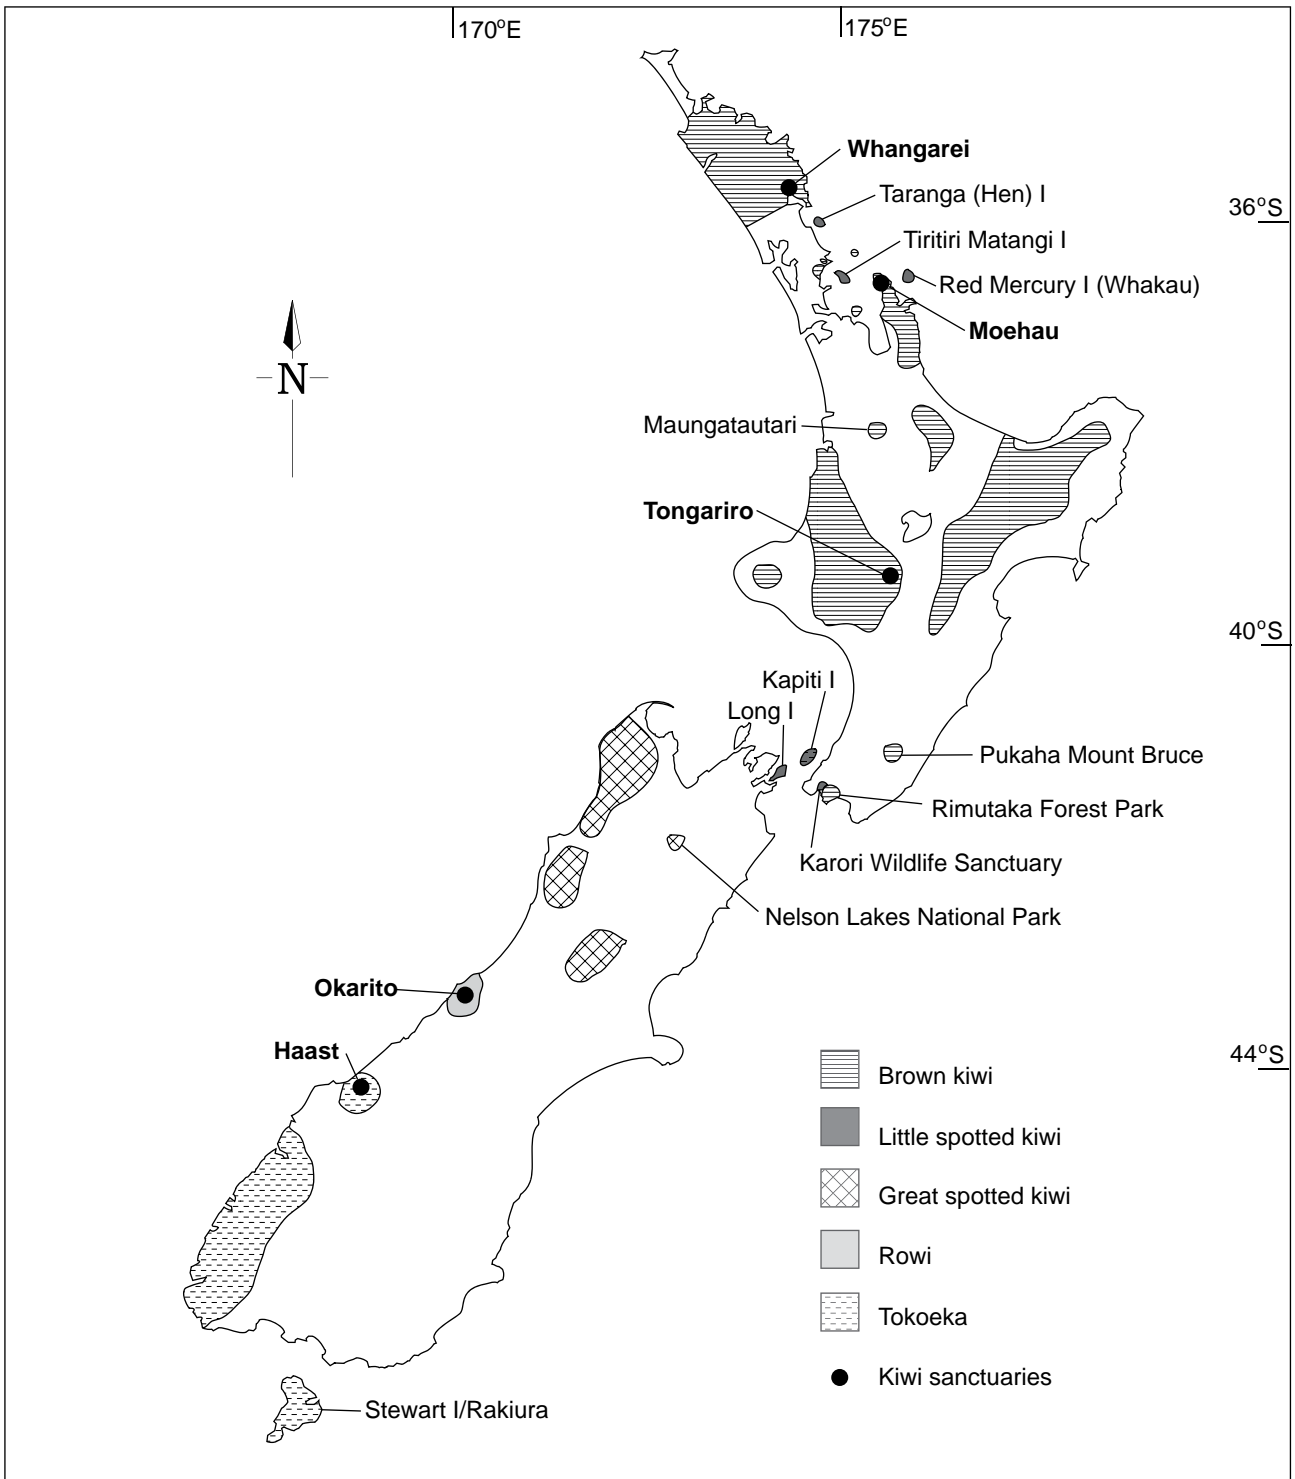 170°E
175°E
Whangarei
Taranga (Hen) I
36°S
Tiritiri Matangi I
Red Mercury I (Whakau)
Moehau
N
Maungatautari
Tongariro
40°S
Kapiti I
Long I
Pukaha Mount Bruce
Rimutaka Forest Park
Karori Wildlife Sanctuary
Nelson Lakes National Park
Okarito
Haast
44°S
Brown kiwi
Little spotted kiwi
Great spotted kiwi
Rowi
Tokoeka
Kiwi sanctuaries
Stewart I/Rakiura